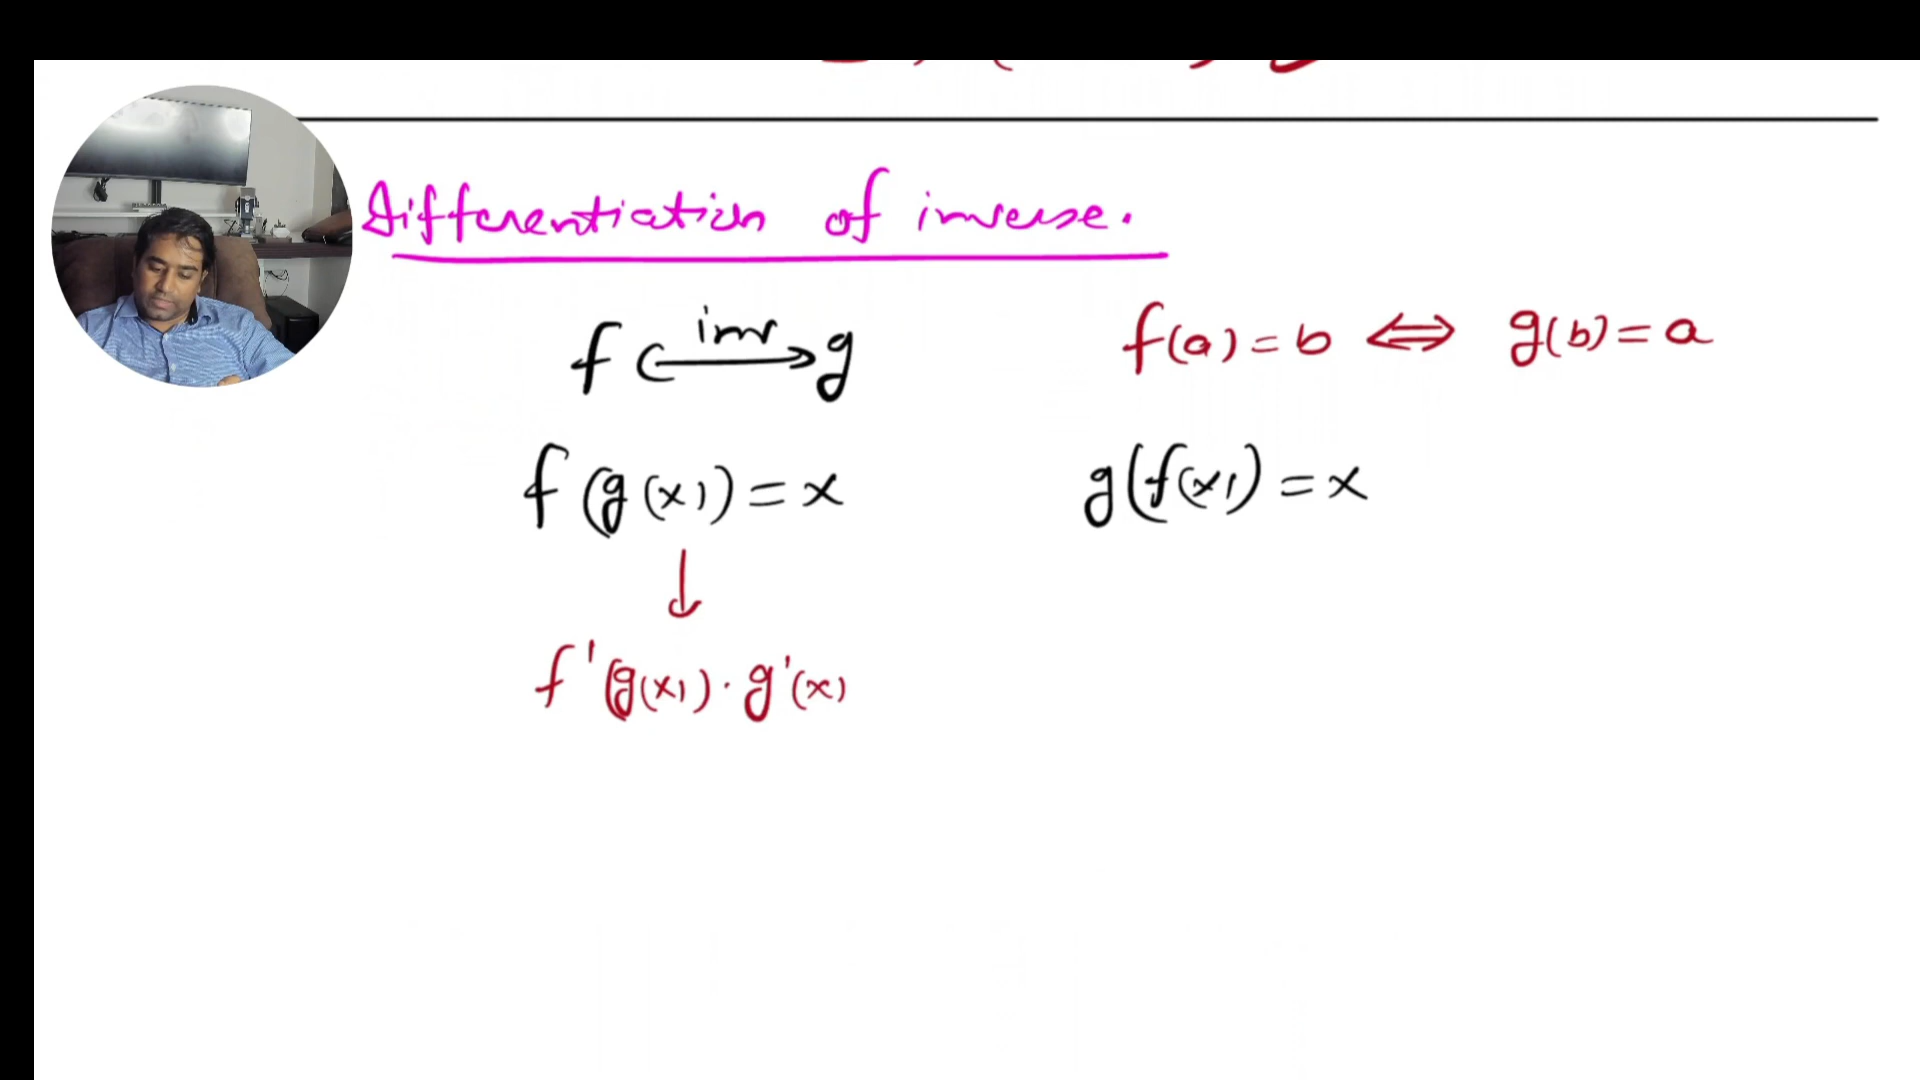 Differentiation of inverse.
f ⟷ g inv
f(a) = b ⟺ g(b) = a
f(g(x)) = x
g(f(x)) = x
↓
f'(g(x)) · g'(x)